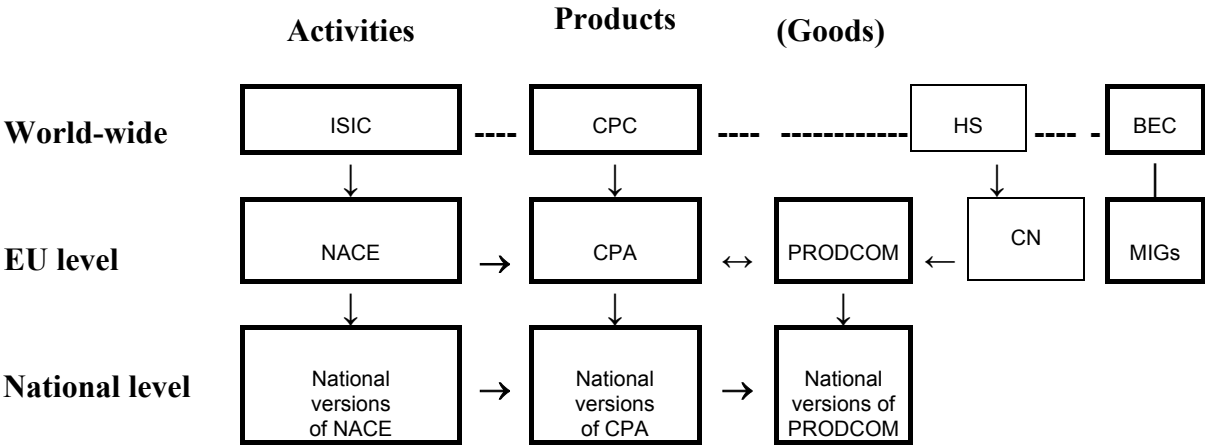 Activities Products (Goods)
World-wide ISIC ---- CPC ---- ------------ HS ---- - BEC
↓ ↓ ↓ |
EU level NACE → CPA ↔ PRODCOM ← CN MIGs
↓ ↓ ↓
National level
National
versions
of NACE
→
National
versions
of CPA
→
National
versions of
PRODCOM